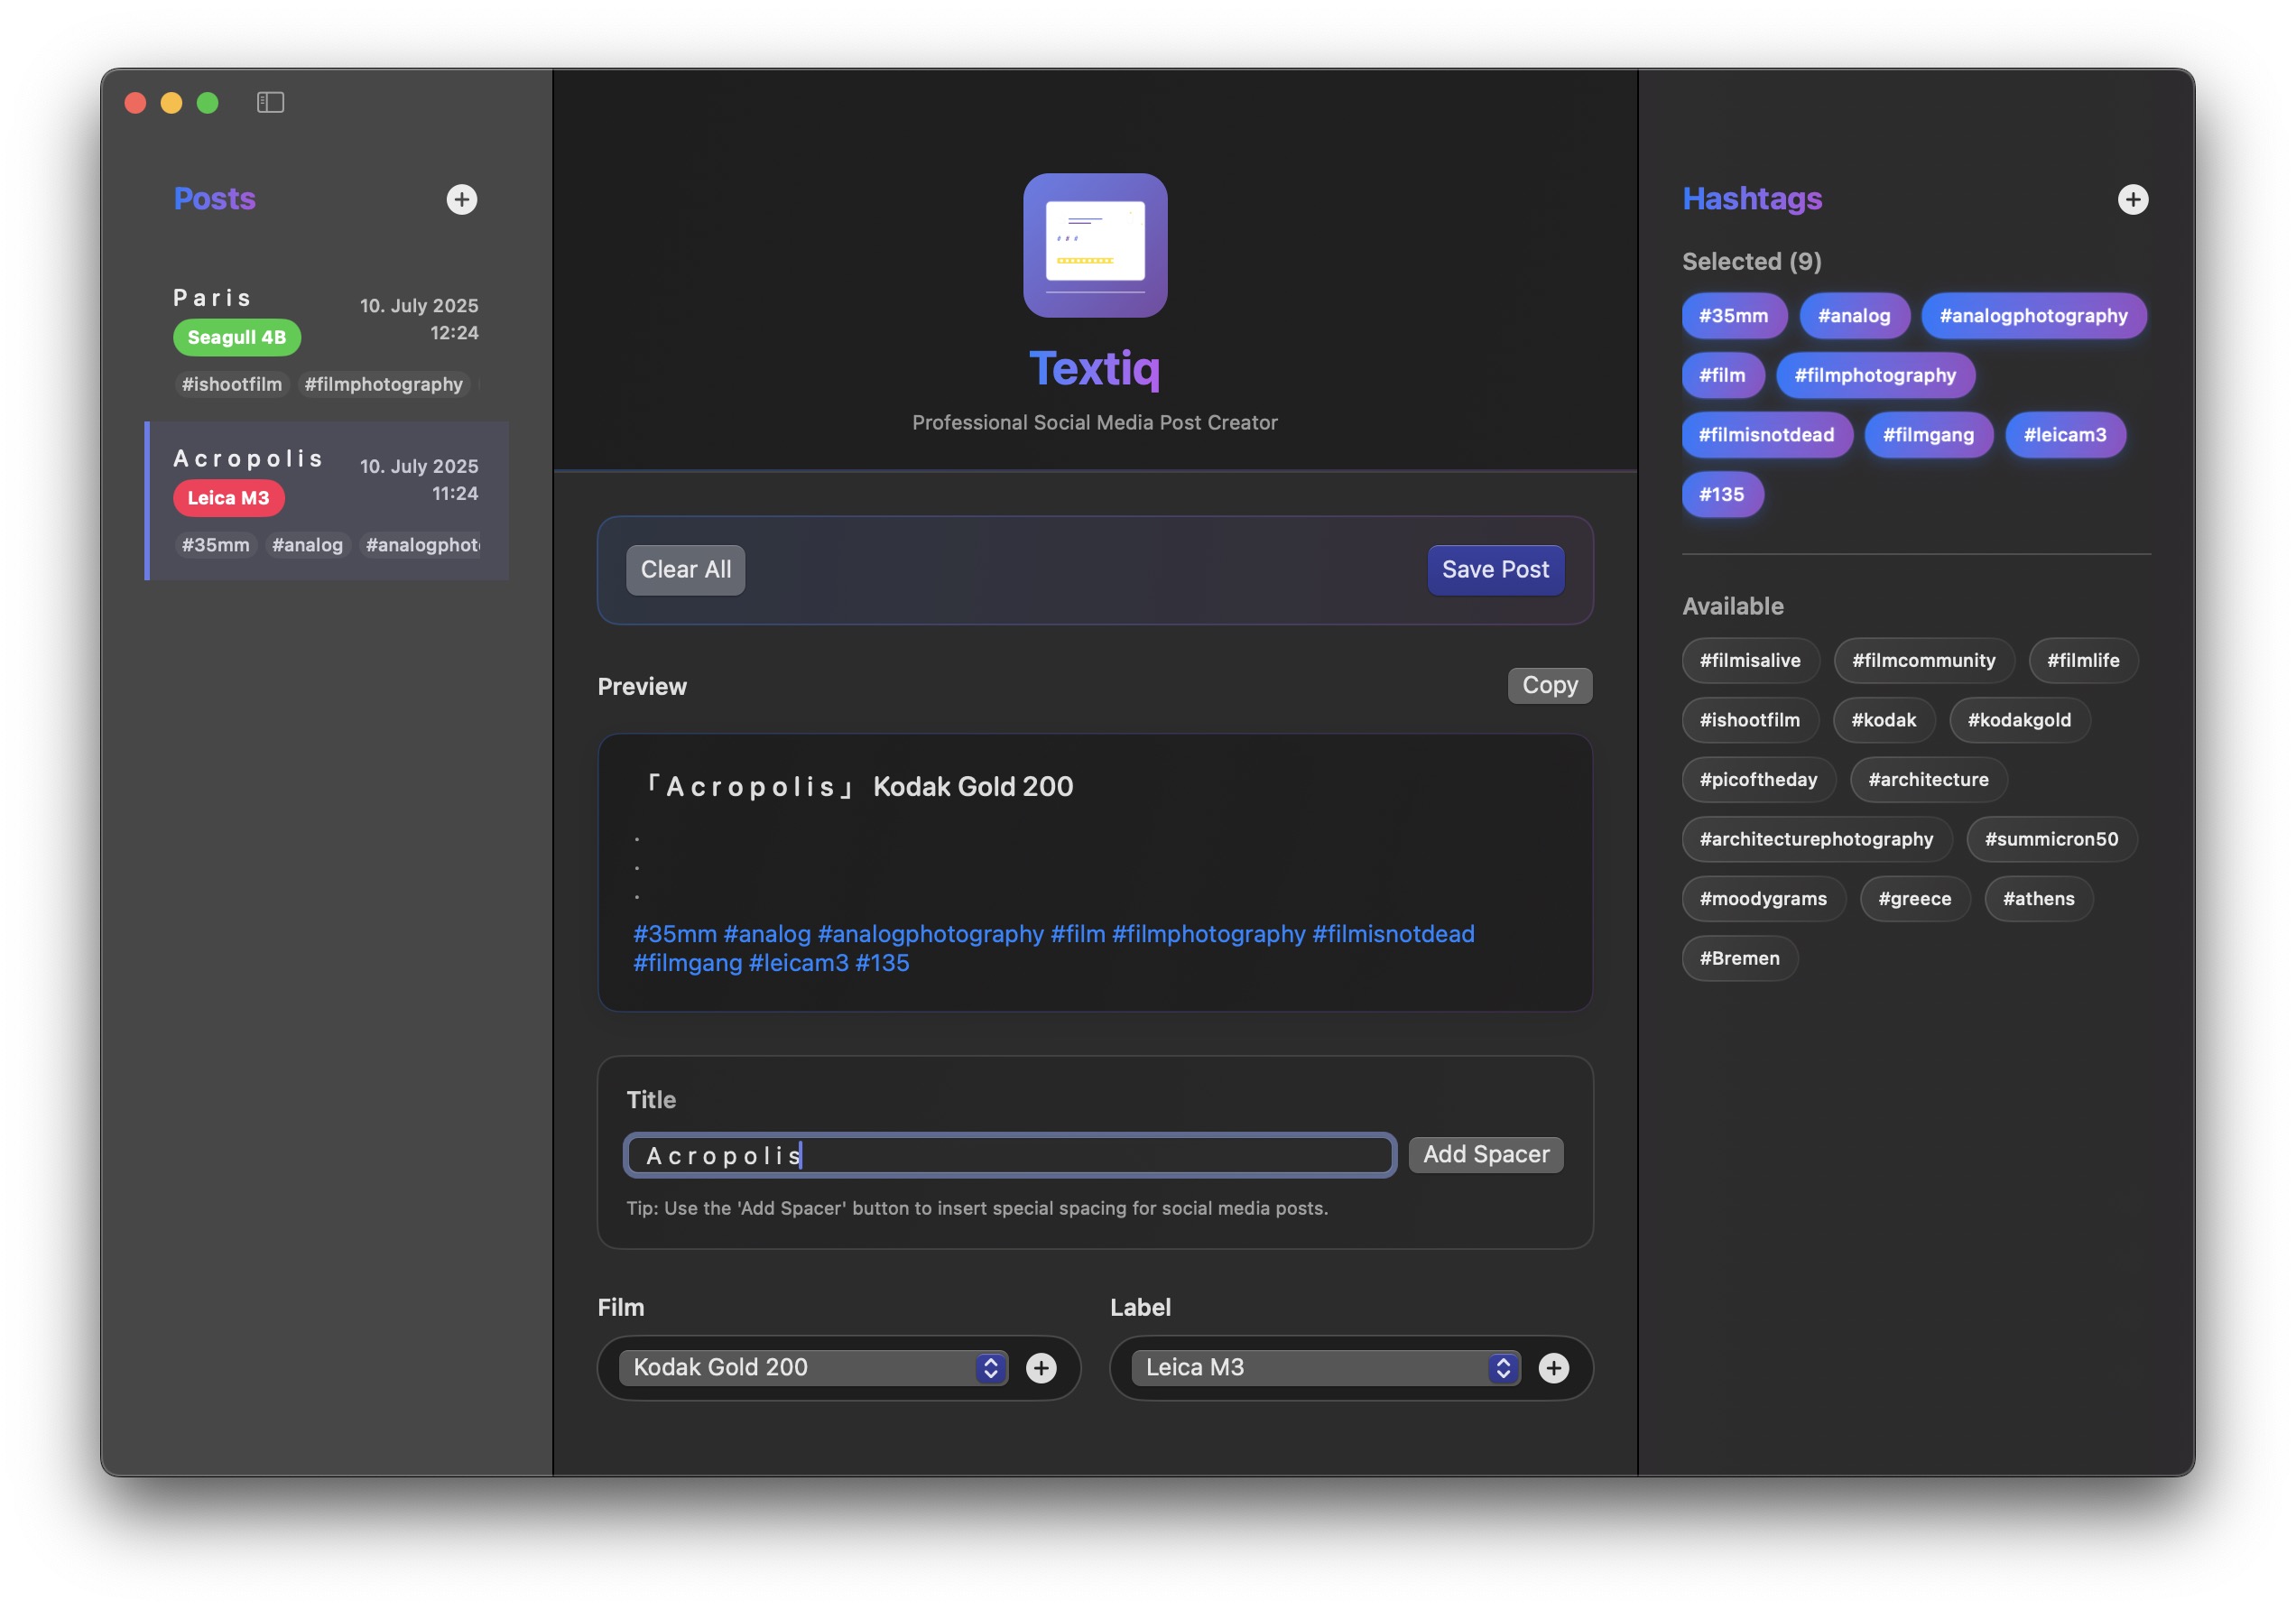 Posts
P a r i s
10. July 2025
12:24
Seagull 4B
#ishootfilm #filmphotography
A c r o p o l i s
10. July 2025
11:24
Leica M3
#35mm #analog #analogphot
Textiq
Professional Social Media Post Creator
Clear All
Save Post
Preview
Copy
「A c r o p o l i s」 Kodak Gold 200
.
.
.
#35mm #analog #analogphotography #film #filmphotography #filmisnotdead
#filmgang #leicam3 #135
Title
A c r o p o l i s
Add Spacer
Tip: Use the 'Add Spacer' button to insert special spacing for social media posts.
Film
Label
Kodak Gold 200
Leica M3
Hashtags
Selected (9)
#35mm #analog #analogphotography
#film #filmphotography
#filmisnotdead #filmgang #leicam3
#135
Available
#filmisalive #filmcommunity #filmlife
#ishootfilm #kodak #kodakgold
#picoftheday #architecture
#architecturephotography #summicron50
#moodygrams #greece #athens
#Bremen